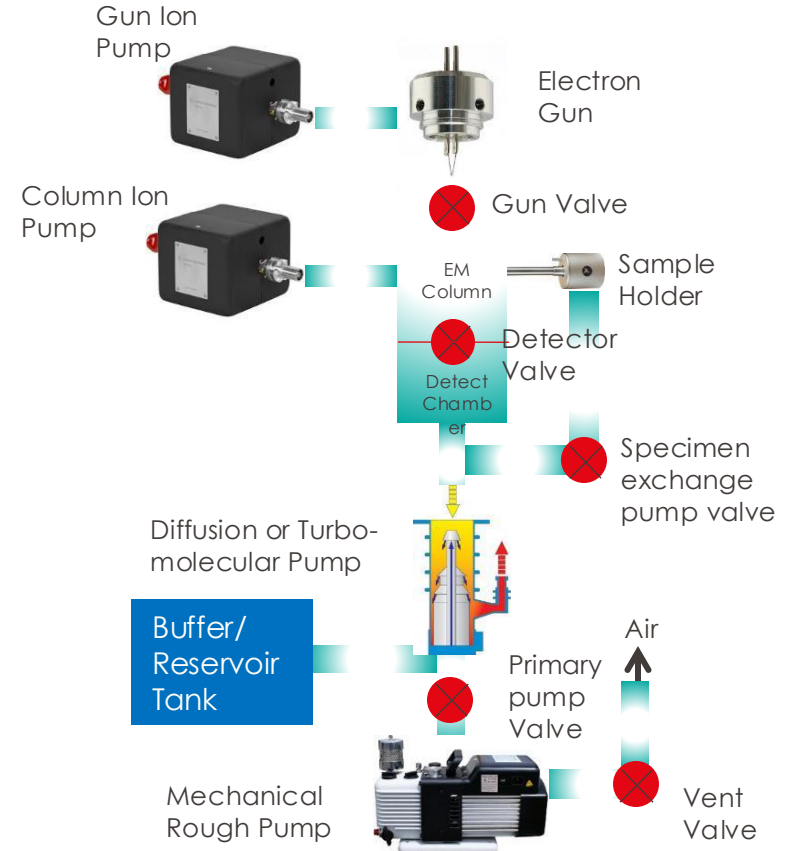 Gun Ion
Pump
Electron
Gun
Gun Valve
Column Ion
Pump
EM
Column
Sample
Holder
Detector
Valve
Detect
Chamb
er
Specimen
exchange
pump valve
Diffusion or Turbo-
molecular Pump
Buffer/
Reservoir
Tank
Air
Primary
pump
Valve
Mechanical
Rough Pump
Vent
Valve